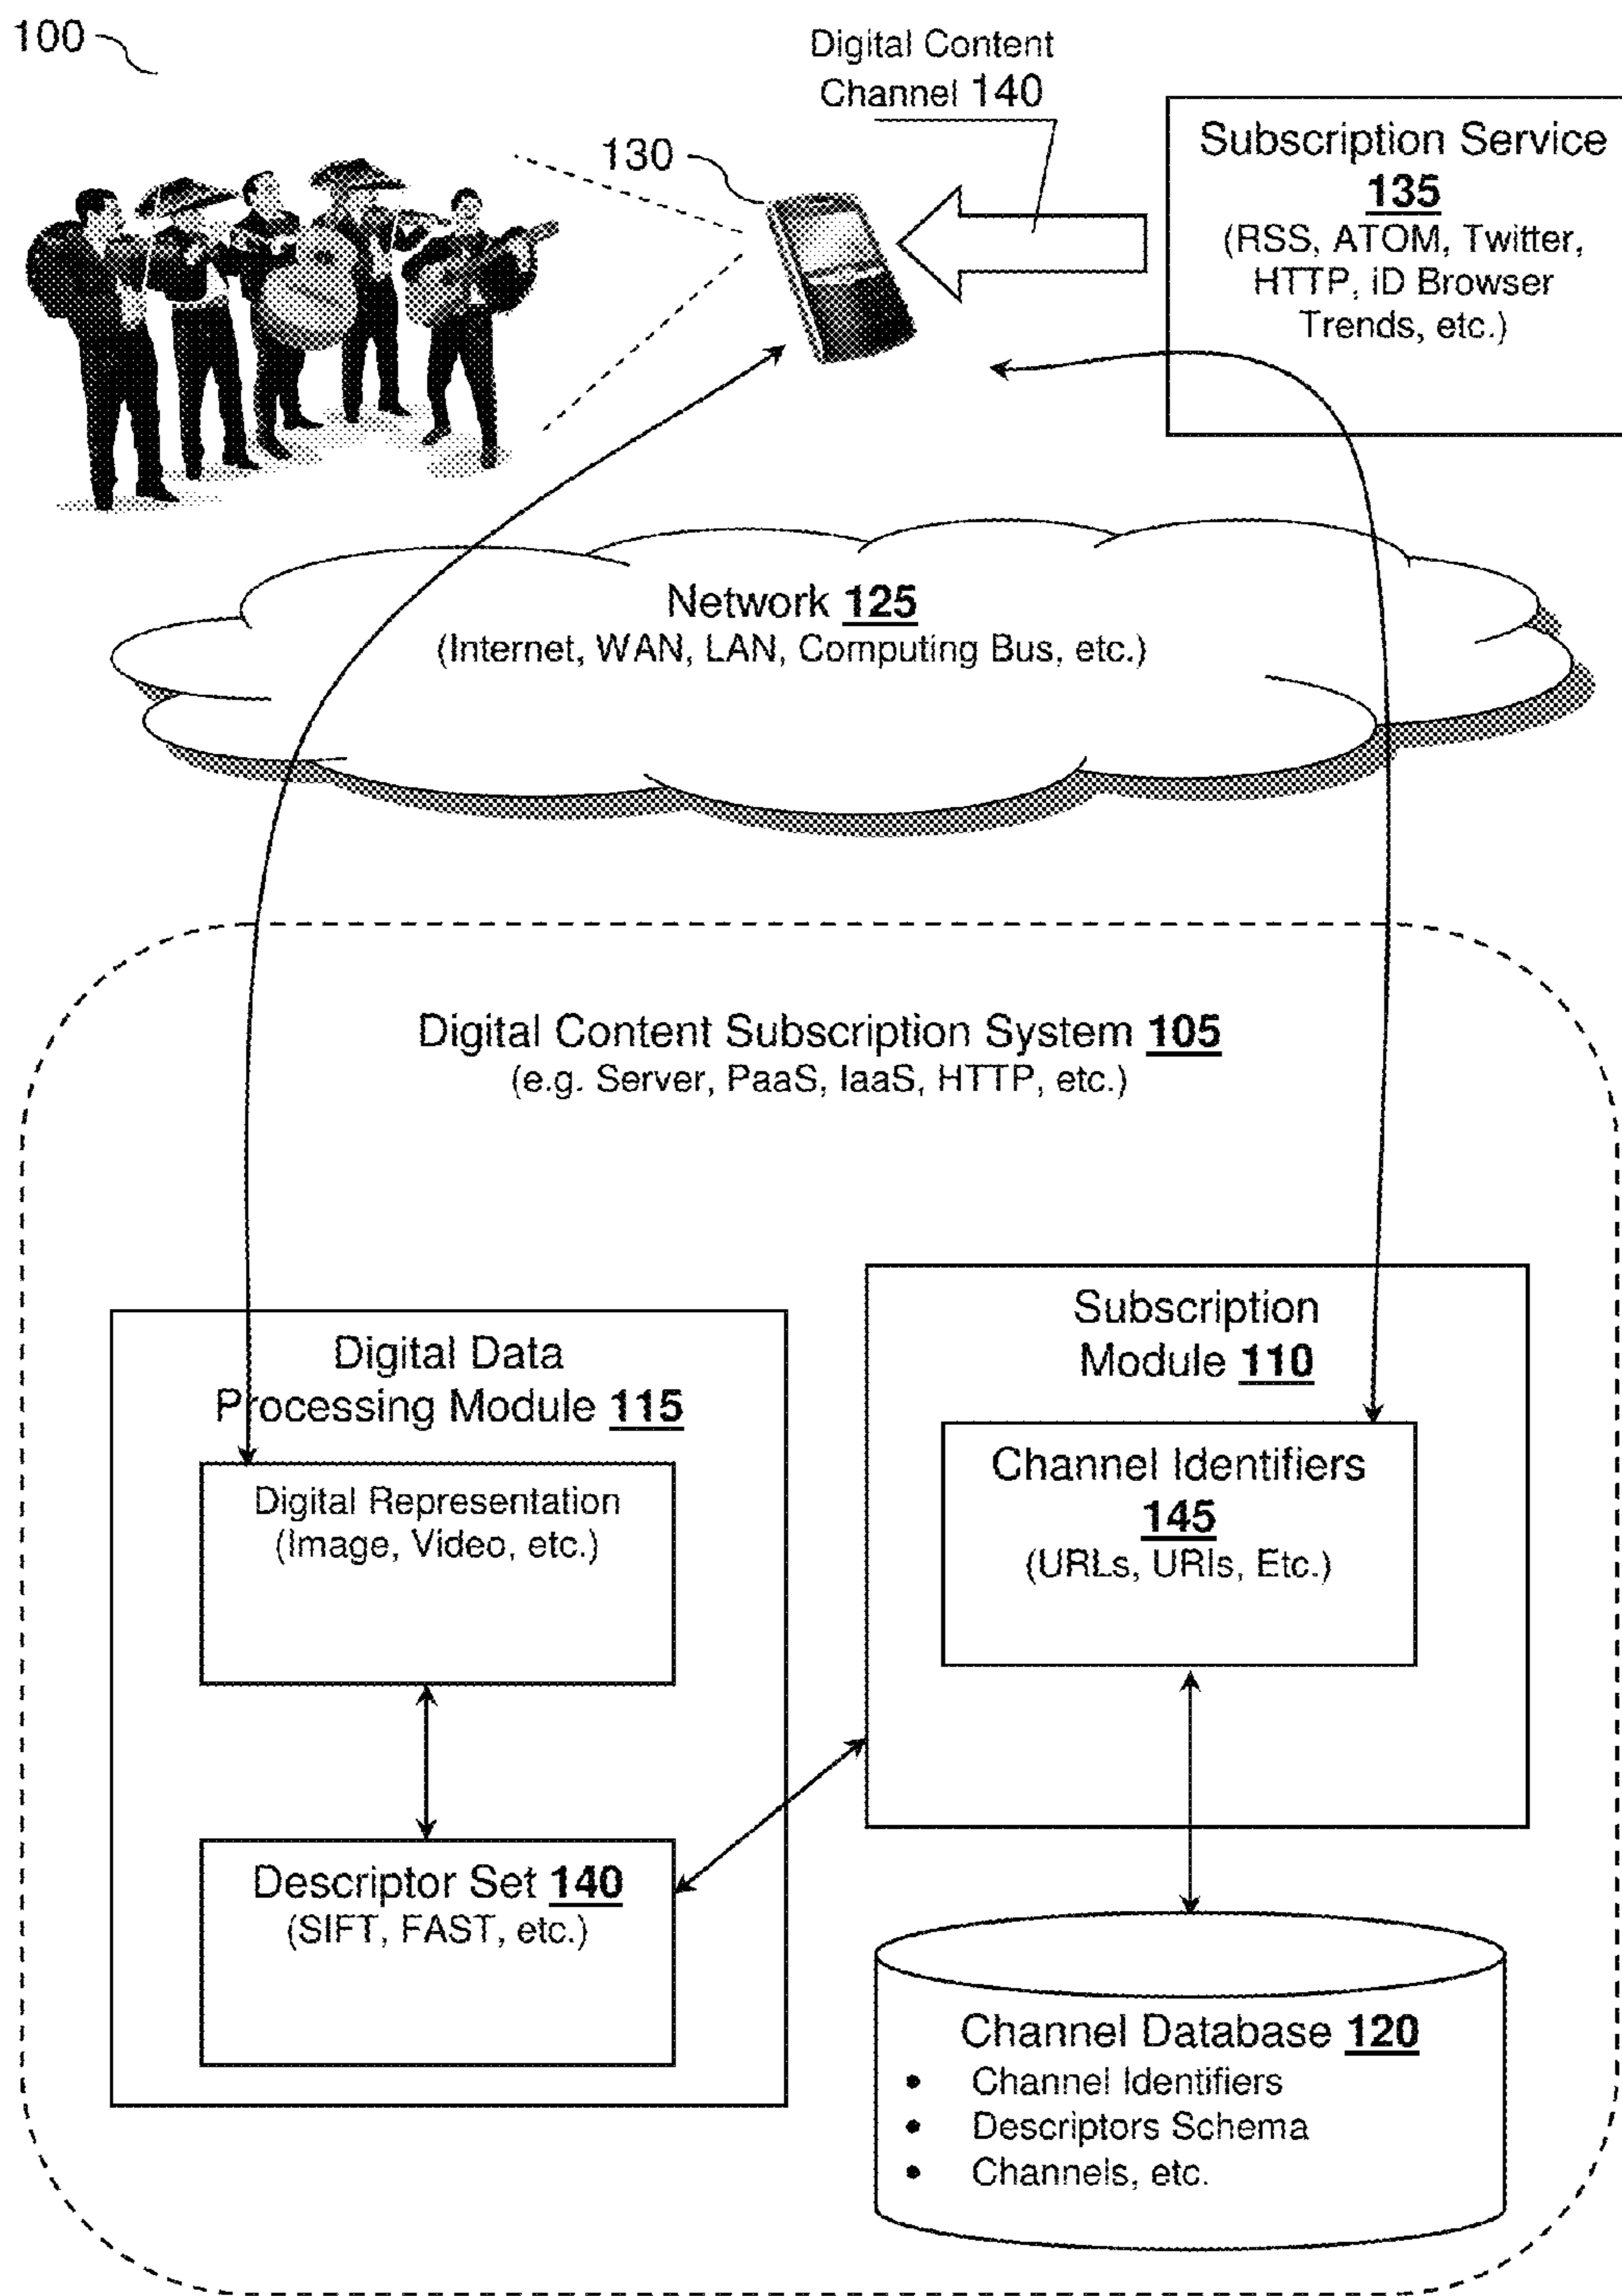 100
Digital Content
Channel 140
130
Subscription Service
135
(RSS, ATOM, Twitter,
HTTP, iD Browser
Trends, etc.)
Network 125
(Internet, WAN, LAN, Computing Bus, etc.)
Digital Content Subscription System 105
(e.g. Server, PaaS, IaaS, HTTP, etc.)
Digital Data
Processing Module 115
Digital Representation
(Image, Video, etc.)
Descriptor Set 140
(SIFT, FAST, etc.)
Subscription
Module 110
Channel Identifiers
145
(URLs, URIs, Etc.)
Channel Database 120
• Channel Identifiers
• Descriptors Schema
• Channels, etc.